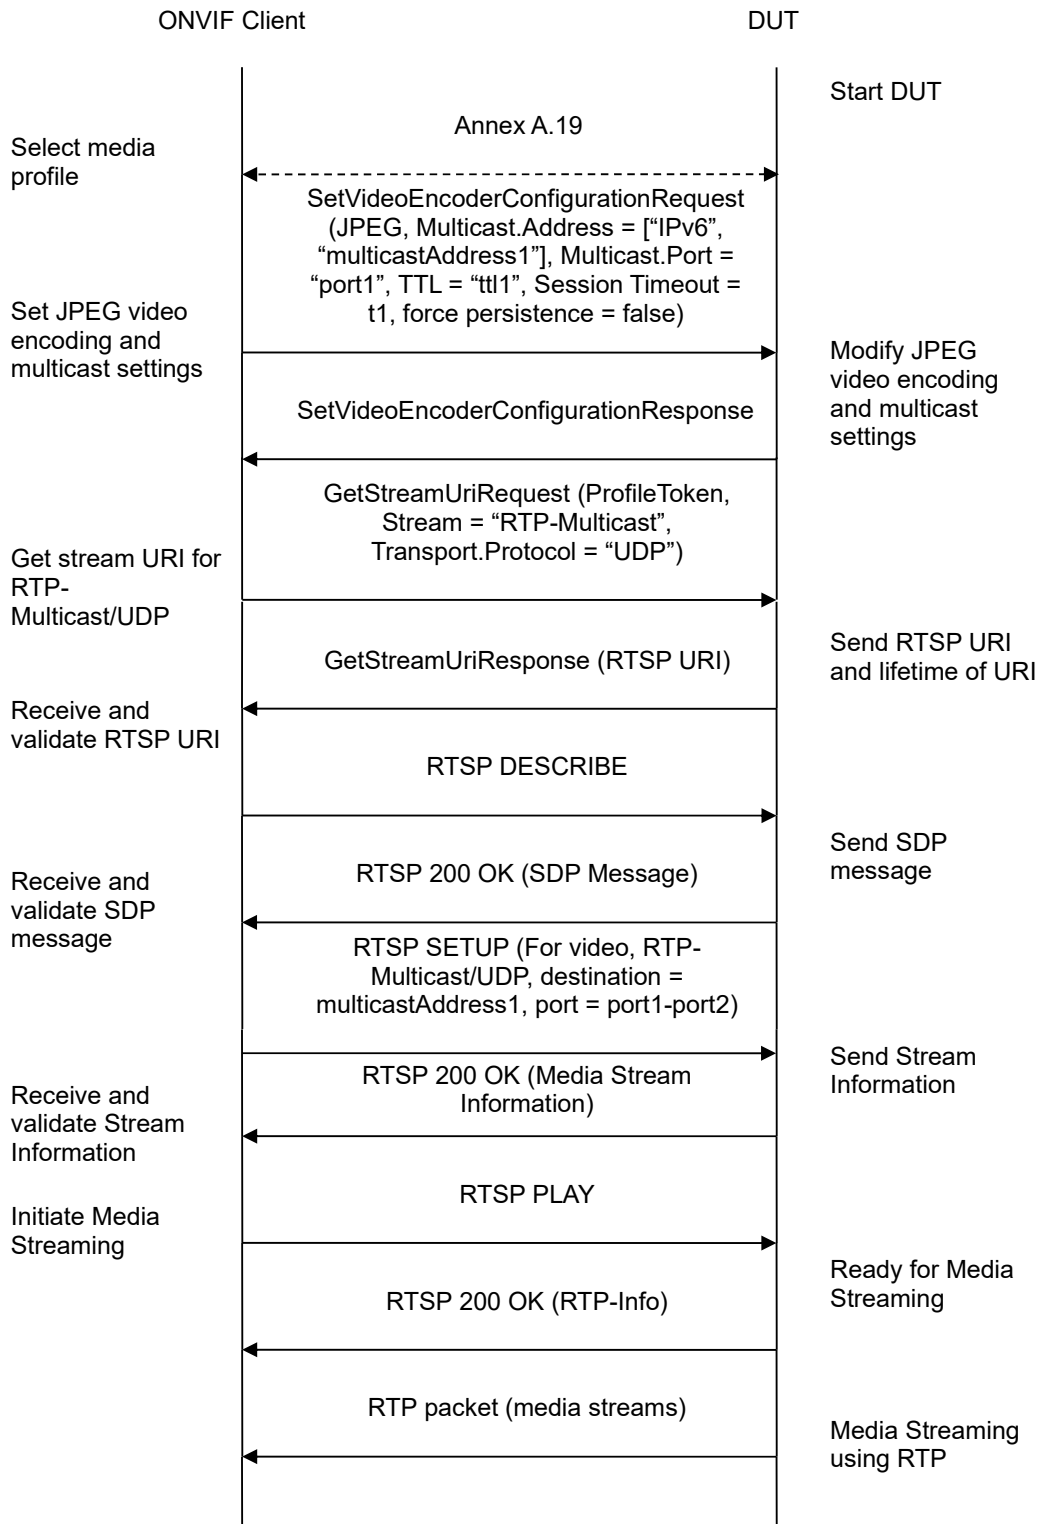 ONVIF Client
DUT
Start DUT
Annex A.19
Select media
profile
SetVideoEncoderConfigurationRequest
(JPEG, Multicast.Address = [“IPv6”,
“multicastAddress1”], Multicast.Port =
“port1”, TTL = “ttl1”, Session Timeout =
t1, force persistence = false)
Set JPEG video
encoding and
multicast settings
Modify JPEG
video encoding
and multicast
settings
SetVideoEncoderConfigurationResponse
GetStreamUriRequest (ProfileToken,
Stream = “RTP-Multicast”,
Transport.Protocol = “UDP”)
Get stream URI for
RTP-
Multicast/UDP
Send RTSP URI
and lifetime of URI
GetStreamUriResponse (RTSP URI)
Receive and
validate RTSP URI
RTSP DESCRIBE
Send SDP
message
RTSP 200 OK (SDP Message)
Receive and
validate SDP
message
RTSP SETUP (For video, RTP-
Multicast/UDP, destination =
multicastAddress1, port = port1-port2)
Send Stream
Information
RTSP 200 OK (Media Stream
Information)
Receive and
validate Stream
Information
RTSP PLAY
Initiate Media
Streaming
Ready for Media
Streaming
RTSP 200 OK (RTP-Info)
RTP packet (media streams)
Media Streaming
using RTP